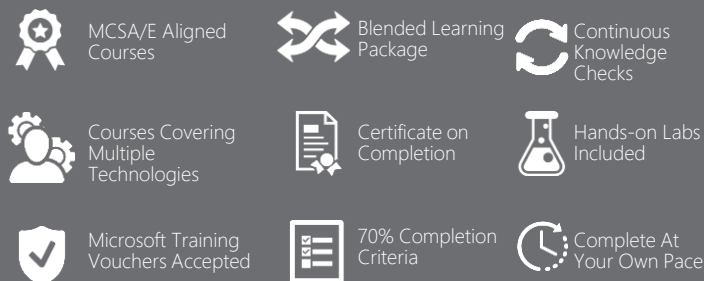 MCSA/E Aligned
Courses
Blended Learning
Package
Continuous
Knowledge
Checks
Courses Covering
Multiple
Technologies
Certificate on
Completion
Hands-on Labs
Included
Microsoft Training
Vouchers Accepted
70% Completion
Criteria
Complete At
Your Own Pace